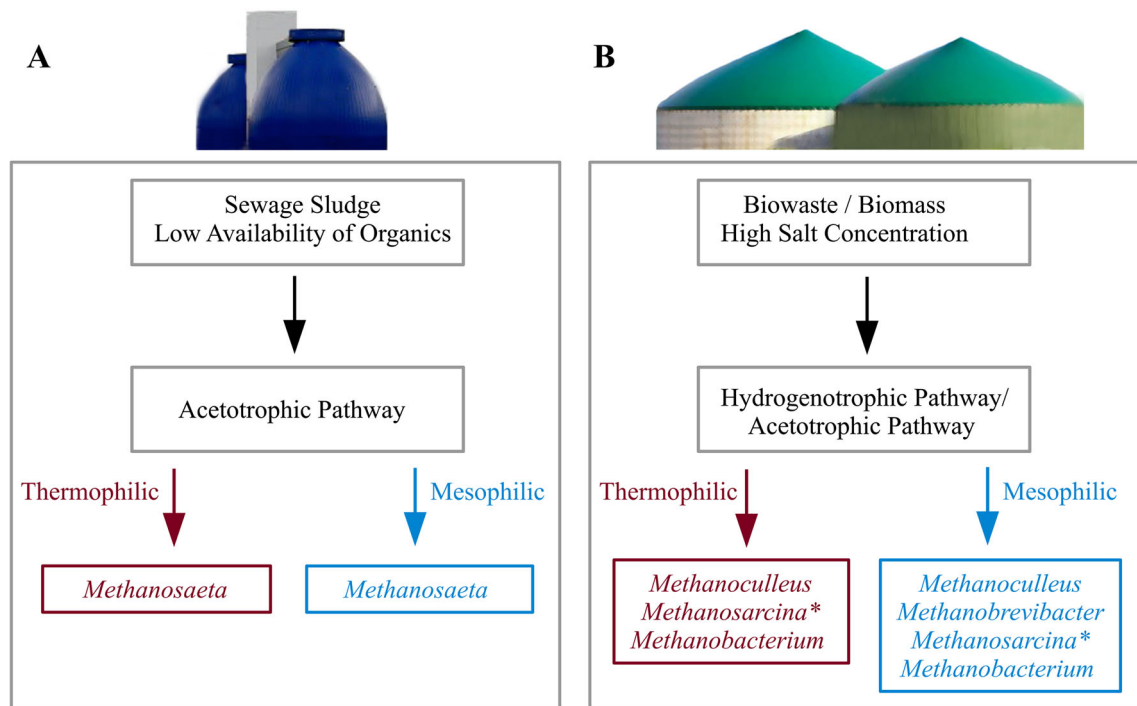 A
Sewage Sludge
Low Availability of Organics
Acetotrophic Pathway
Thermophilic
Mesophilic
Methanosaeta
Methanosaeta
B
Biowaste / Biomass
High Salt Concentration
Hydrogenotrophic Pathway/
Acetotrophic Pathway
Thermophilic
Mesophilic
Methanoculleus
Methanosarcina*
Methanobacterium
Methanoculleus
Methanobrevibacter
Methanosarcina*
Methanobacterium